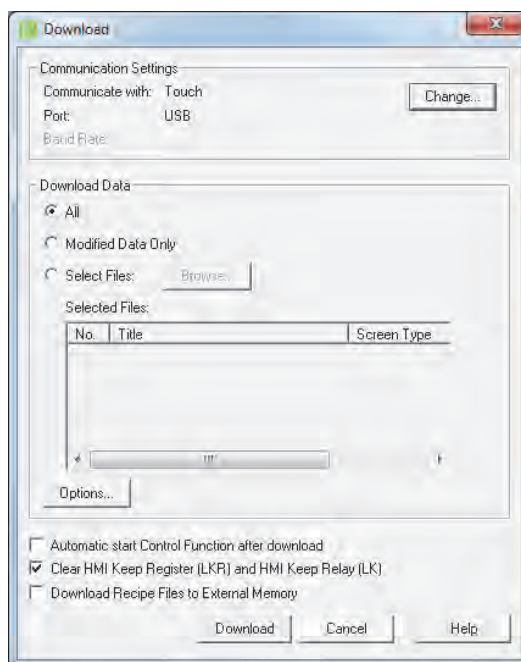 Download
Communication Settings
Communicate with: Touch
Change...
Port: USB
Baud Rate:
Download Data
All
Modified Data Only
Select Files: Browse...
Selected Files:
No. Title Screen Type
Options...
Automatic start Control Function after download
Clear HMI Keep Register (LKR) and HMI Keep Relay (LK)
Download Recipe Files to External Memory
Download Cancel Help